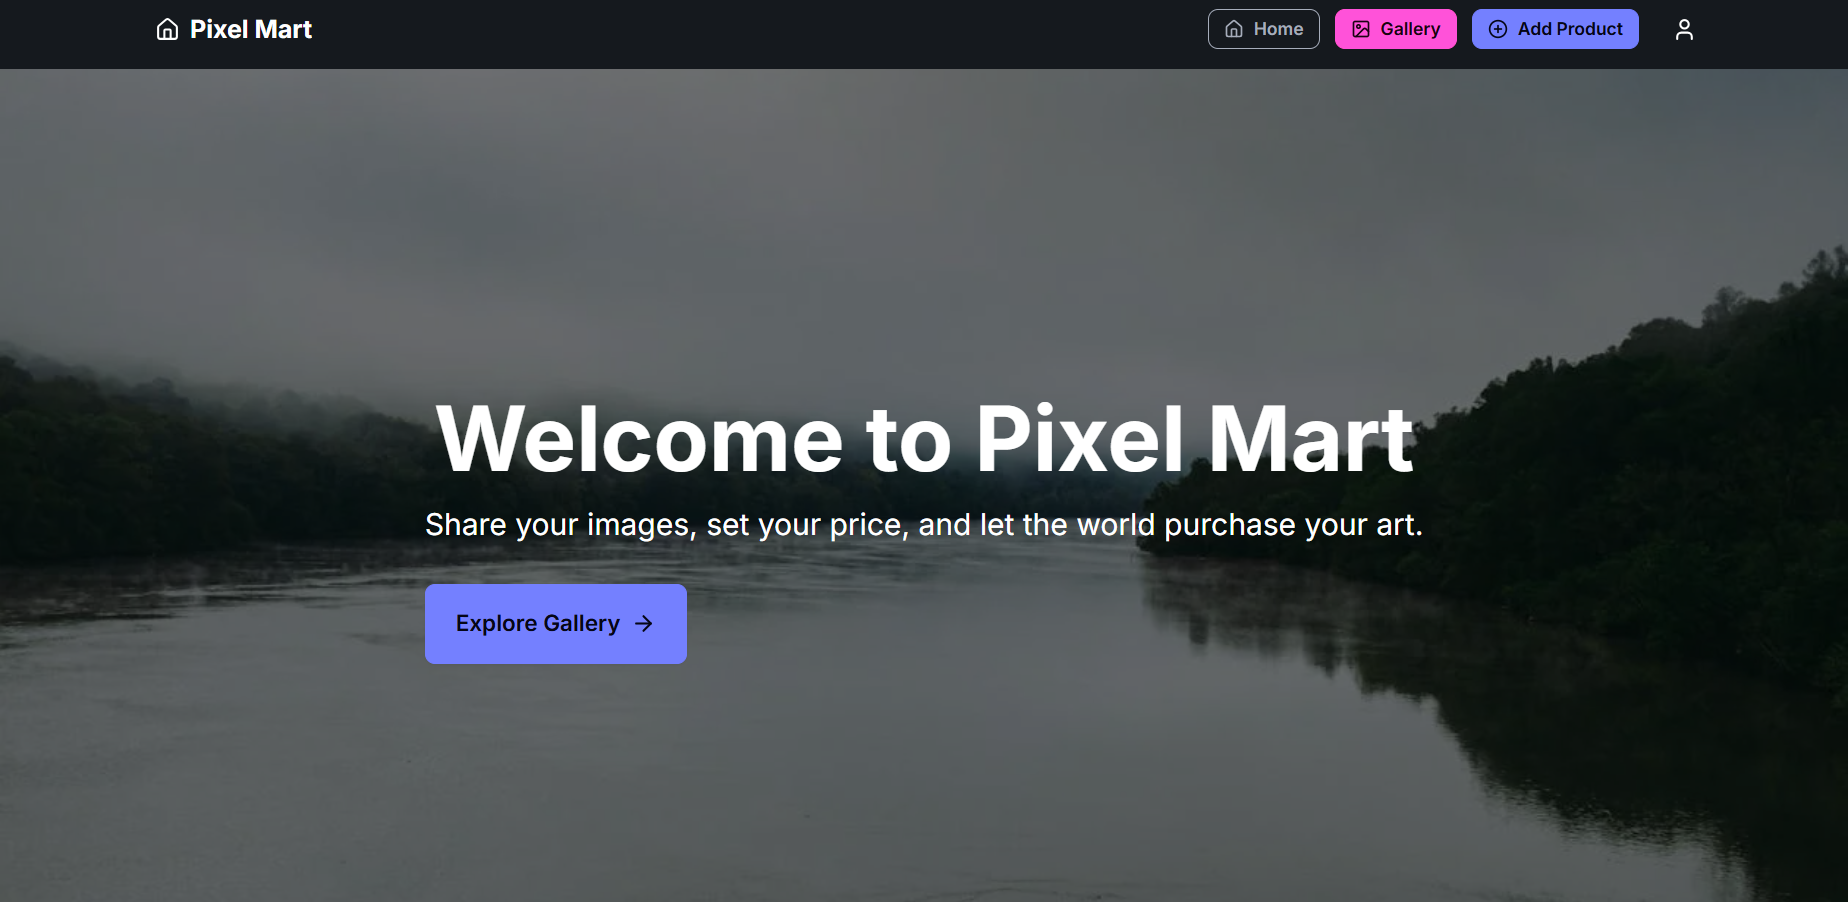 Pixel Mart
Home
Gallery
Add Product
Welcome to Pixel Mart
Share your images, set your price, and let the world purchase your art.
Explore Gallery